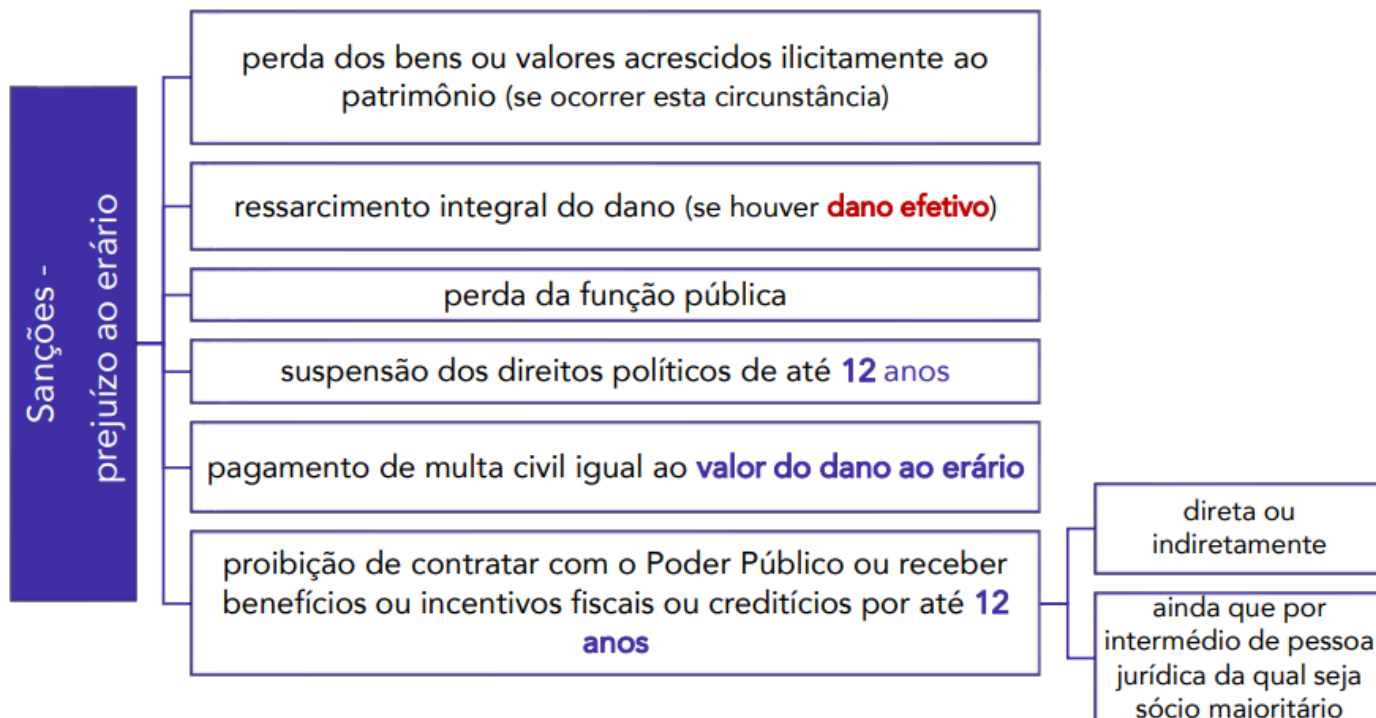 Sanções -
prejuízo ao erário
perda dos bens ou valores acrescidos ilicitamente ao
patrimônio (se ocorrer esta circunstância)
ressarcimento integral do dano (se houver dano efetivo)
perda da função pública
suspensão dos direitos políticos de até 12 anos
pagamento de multa civil igual ao valor do dano ao erário
proibição de contratar com o Poder Público ou receber
benefícios ou incentivos fiscais ou creditícios por até 12
anos
direta ou
indiretamente
ainda que por
intermédio de pessoa
jurídica da qual seja
sócio majoritário